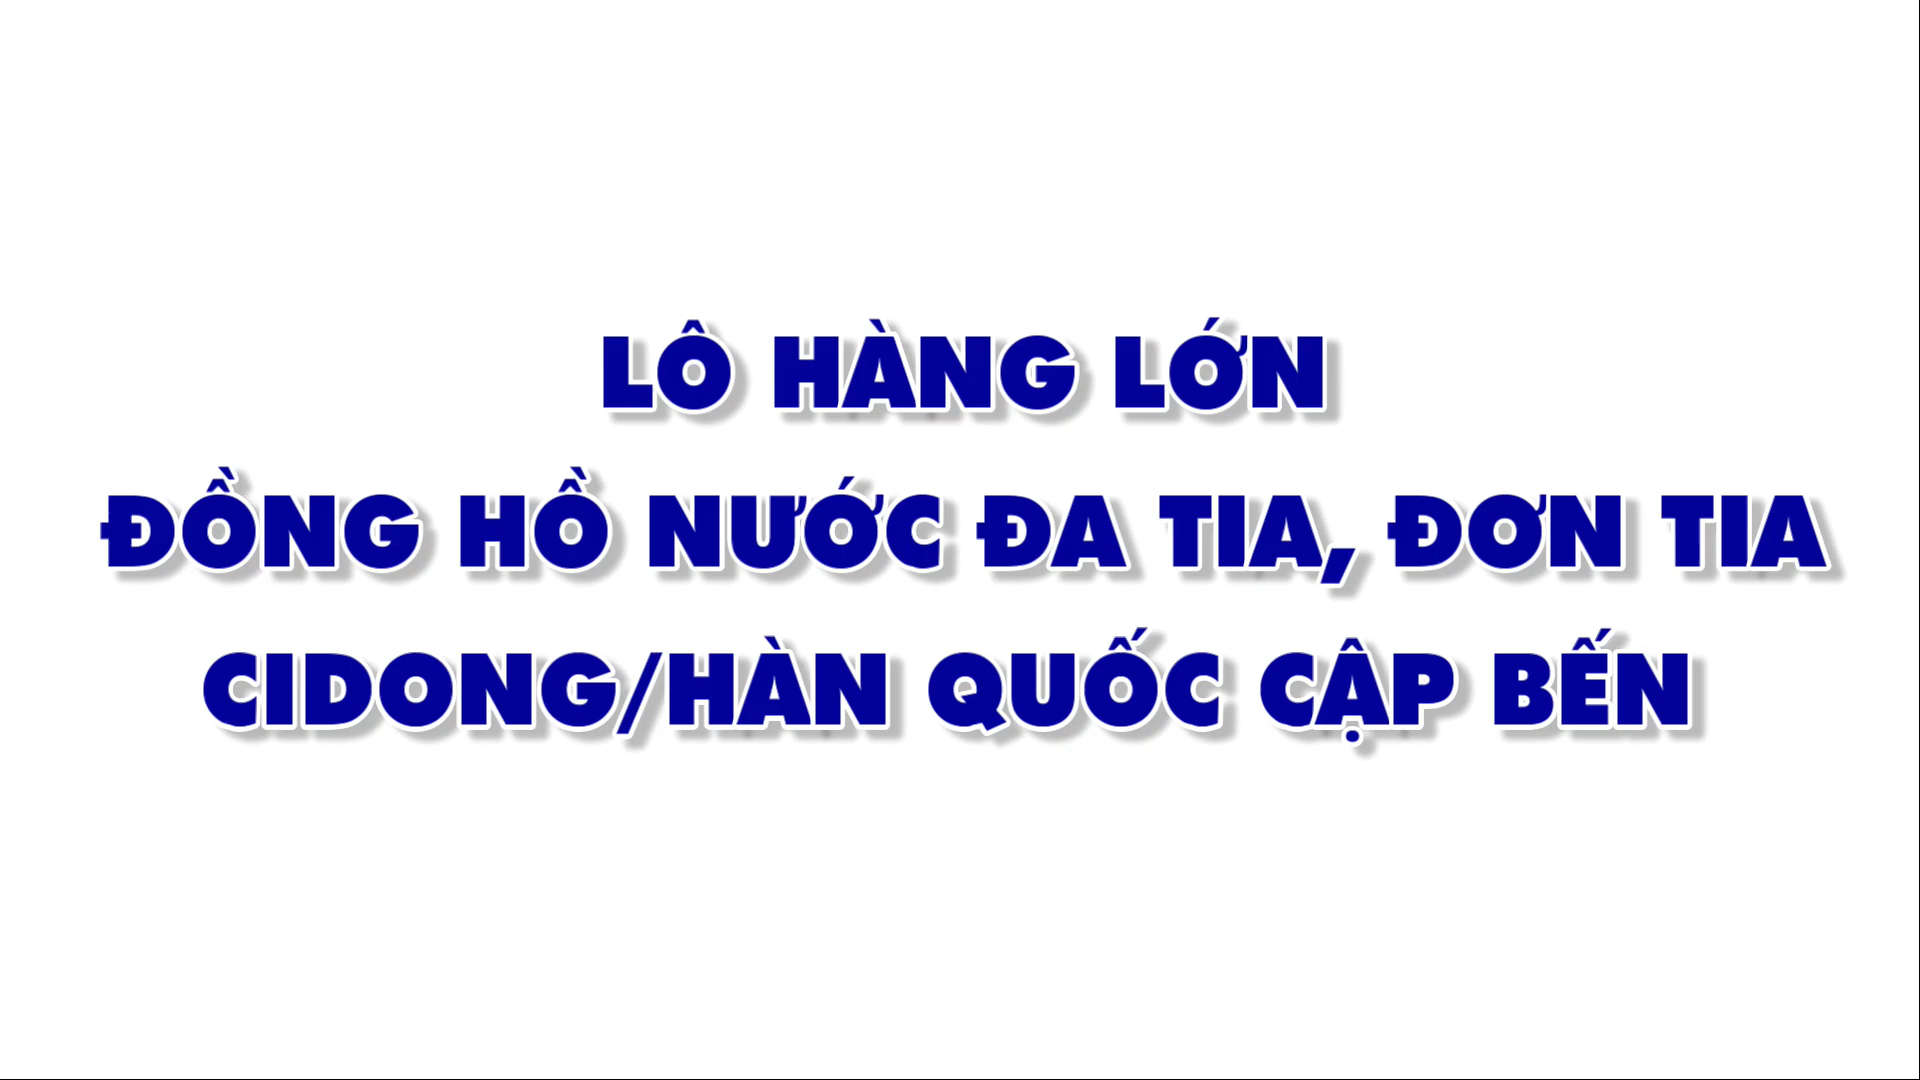 LÔ HÀNG LỚN
ĐỒNG HỒ NƯỚC ĐA TIA, ĐƠN TIA
CIDONG/HÀN QUỐC CẬP BẾN